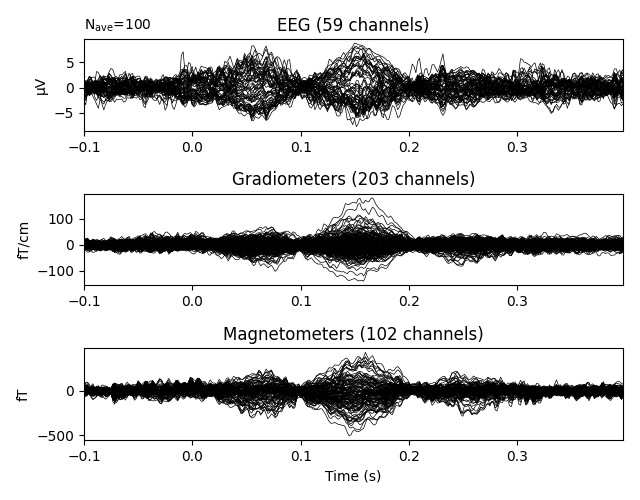 N_ave=100
EEG (59 channels)
5
0
−5
µV
−0.1 0.0 0.1 0.2 0.3
Gradiometers (203 channels)
100
0
−100
fT/cm
−0.1 0.0 0.1 0.2 0.3
Magnetometers (102 channels)
0
−500
fT
−0.1 0.0 0.1 0.2 0.3
Time (s)